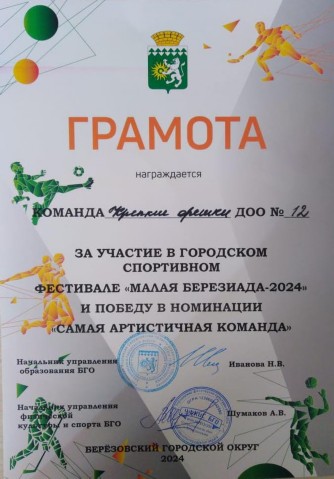 ГРАМОТА
награждается
КОМАНДА Крепкие орешки ДОО № 12
ЗА УЧАСТИЕ В ГОРОДСКОМ
СПОРТИВНОМ
ФЕСТИВАЛЕ «МАЛАЯ БЕРЕЗИАДА-2024»
И ПОБЕДУ В НОМИНАЦИИ
«САМАЯ АРТИСТИЧНАЯ КОМАНДА»
Начальник управления
образования БГО
Иванова Н.В.
Начальник управления
физической
культуры и спорта БГО
Шумаков А.В.
БЕРЁЗОВСКИЙ ГОРОДСКОЙ ОКРУГ
2024